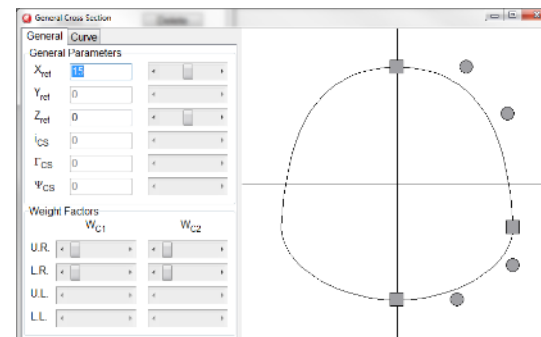 General Cross Section
Delete
General Curve
General Parameters
Xref 15
Yref 0
Zref 0
iCS 0
ΓCS 0
ΨCS 0
Weight Factors
WC1 WC2
U.R.
L.R.
U.L.
L.L.